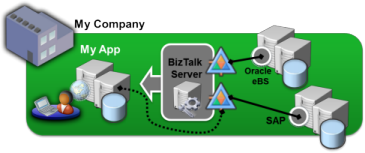 My Company
My App
BizTalk
Server
Oracle
eBS
SAP